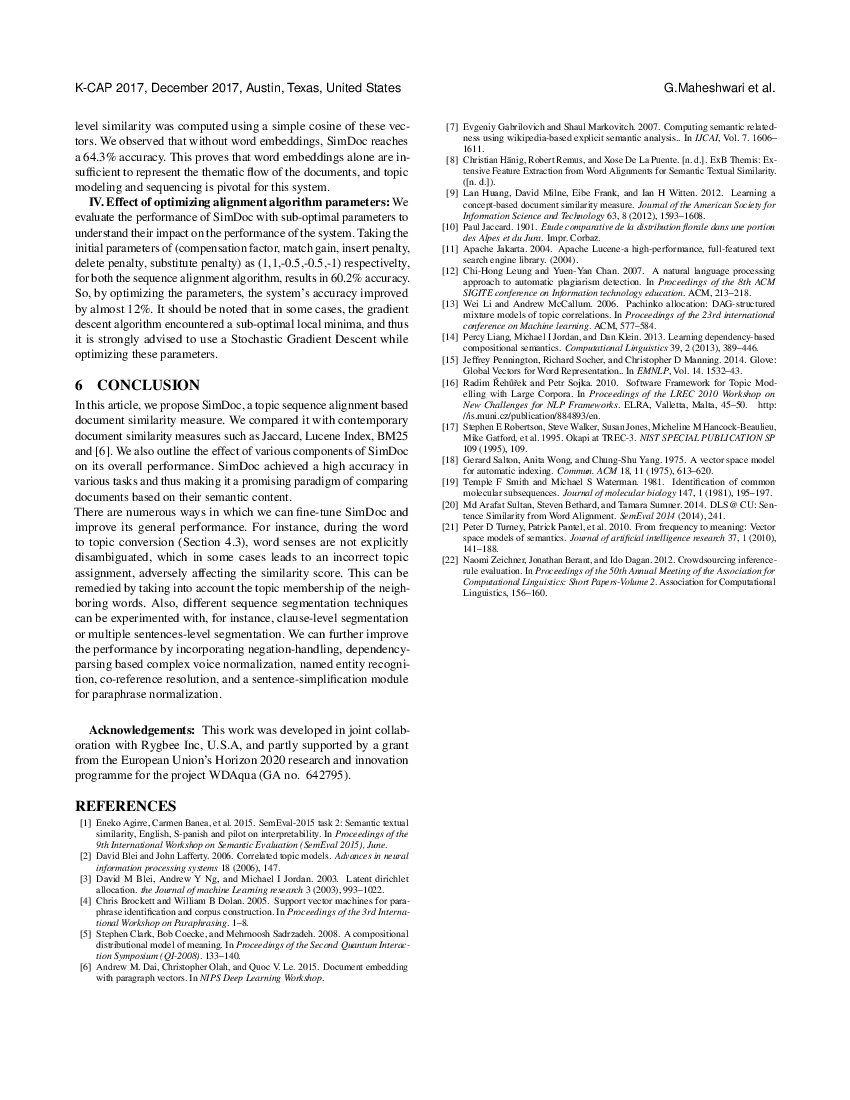 K-CAP 2017, December 2017, Austin, Texas, United States
G.Maheshwari et al.
level similarity was computed using a simple cosine of these vec-
tors. We observed that without word embeddings, SimDoc reaches
a 64.3% accuracy. This proves that word embeddings alone are in-
sufficient to represent the thematic flow of the documents, and topic
modeling and sequencing is pivotal for this system.
IV. Effect of optimizing alignment algorithm parameters: We
evaluate the performance of SimDoc with sub-optimal parameters to
understand their impact on the performance of the system. Taking the
initial parameters of (compensation factor, match gain, insert penalty,
delete penalty, substitute penalty) as (1,1,-0.5,-0.5,-1) respecitvelty,
for both the sequence alignment algorithm, results in 60.2% accuracy.
So, by optimizing the parameters, the system's accuracy improved
by almost 12%. It should be noted that in some cases, the gradient
descent algorithm encountered a sub-optimal local minima, and thus
it is strongly advised to use a Stochastic Gradient Descent while
optimizing these parameters.
6 CONCLUSION
In this article, we propose SimDoc, a topic sequence alignment based
document similarity measure. We compared it with contemporary
document similarity measures such as Jaccard, Lucene Index, BM25
and [6]. We also outline the effect of various components of SimDoc
on its overall performance. SimDoc achieved a high accuracy in
various tasks and thus making it a promising paradigm of comparing
documents based on their semantic content.
There are numerous ways in which we can fine-tune SimDoc and
improve its general performance. For instance, during the word
to topic conversion (Section 4.3), word senses are not explicitly
disambiguated, which in some cases leads to an incorrect topic
assignment, adversely affecting the similarity score. This can be
remedied by taking into account the topic membership of the neigh-
boring words. Also, different sequence segmentation techniques
can be experimented with, for instance, clause-level segmentation
or multiple sentences-level segmentation. We can further improve
the performance by incorporating negation-handling, dependency-
parsing based complex voice normalization, named entity recogni-
tion, co-reference resolution, and a sentence-simplification module
for paraphrase normalization.
Acknowledgements: This work was developed in joint collab-
oration with Rygbee Inc, U.S.A, and partly supported by a grant
from the European Union's Horizon 2020 research and innovation
programme for the project WDAqua (GA no. 642795).
REFERENCES
[1] Eneko Agirre, Carmen Banea, et al. 2015. SemEval-2015 task 2: Semantic textual
similarity, English, S-panish and pilot on interpretability. In Proceedings of the
9th International Workshop on Semantic Evaluation (SemEval 2015), June.
[2] David Blei and John Lafferty. 2006. Correlated topic models. Advances in neural
information processing systems 18 (2006), 147.
[3] David M Blei, Andrew Y Ng, and Michael I Jordan. 2003. Latent dirichlet
allocation. the Journal of machine Learning research 3 (2003), 993–1022.
[4] Chris Brockett and William B Dolan. 2005. Support vector machines for para-
phrase identification and corpus construction. In Proceedings of the 3rd Interna-
tional Workshop on Paraphrasing. 1–8.
[5] Stephen Clark, Bob Coecke, and Mehrnoosh Sadrzadeh. 2008. A compositional
distributional model of meaning. In Proceedings of the Second Quantum Interac-
tion Symposium (QI-2008). 133–140.
[6] Andrew M. Dai, Christopher Olah, and Quoc V. Le. 2015. Document embedding
with paragraph vectors. In NIPS Deep Learning Workshop.
[7] Evgeniy Gabrilovich and Shaul Markovitch. 2007. Computing semantic related-
ness using wikipedia-based explicit semantic analysis.. In IJCAI, Vol. 7. 1606–
1611.
[8] Christian Hänig, Robert Remus, and Xose De La Puente. [n. d.]. ExB Themis: Ex-
tensive Feature Extraction from Word Alignments for Semantic Textual Similarity.
([n. d.]).
[9] Lan Huang, David Milne, Eibe Frank, and Ian H Witten. 2012. Learning a
concept-based document similarity measure. Journal of the American Society for
Information Science and Technology 63, 8 (2012), 1593–1608.
[10] Paul Jaccard. 1901. Etude comparative de la distribution florale dans une portion
des Alpes et du Jura. Impr. Corbaz.
[11] Apache Jakarta. 2004. Apache Lucene-a high-performance, full-featured text
search engine library. (2004).
[12] Chi-Hong Leung and Yuen-Yan Chan. 2007. A natural language processing
approach to automatic plagiarism detection. In Proceedings of the 8th ACM
SIGITE conference on Information technology education. ACM, 213–218.
[13] Wei Li and Andrew McCallum. 2006. Pachinko allocation: DAG-structured
mixture models of topic correlations. In Proceedings of the 23rd international
conference on Machine learning. ACM, 577–584.
[14] Percy Liang, Michael I Jordan, and Dan Klein. 2013. Learning dependency-based
compositional semantics. Computational Linguistics 39, 2 (2013), 389–446.
[15] Jeffrey Pennington, Richard Socher, and Christopher D Manning. 2014. Glove:
Global Vectors for Word Representation.. In EMNLP, Vol. 14. 1532–43.
[16] Radim Řehůřek and Petr Sojka. 2010. Software Framework for Topic Mod-
elling with Large Corpora. In Proceedings of the LREC 2010 Workshop on
New Challenges for NLP Frameworks. ELRA, Valletta, Malta, 45–50. http:
//is.muni.cz/publication/884893/en.
[17] Stephen E Robertson, Steve Walker, Susan Jones, Micheline M Hancock-Beaulieu,
Mike Gatford, et al. 1995. Okapi at TREC-3. NIST SPECIAL PUBLICATION SP
109 (1995), 109.
[18] Gerard Salton, Anita Wong, and Chung-Shu Yang. 1975. A vector space model
for automatic indexing. Commun. ACM 18, 11 (1975), 613–620.
[19] Temple F Smith and Michael S Waterman. 1981. Identification of common
molecular subsequences. Journal of molecular biology 147, 1 (1981), 195–197.
[20] Md Arafat Sultan, Steven Bethard, and Tamara Sumner. 2014. DLS@ CU: Sen-
tence Similarity from Word Alignment. SemEval 2014 (2014), 241.
[21] Peter D Turney, Patrick Pantel, et al. 2010. From frequency to meaning: Vector
space models of semantics. Journal of artificial intelligence research 37, 1 (2010),
141–188.
[22] Naomi Zeichner, Jonathan Berant, and Ido Dagan. 2012. Crowdsourcing inference-
rule evaluation. In Proceedings of the 50th Annual Meeting of the Association for
Computational Linguistics: Short Papers-Volume 2. Association for Computational
Linguistics, 156–160.